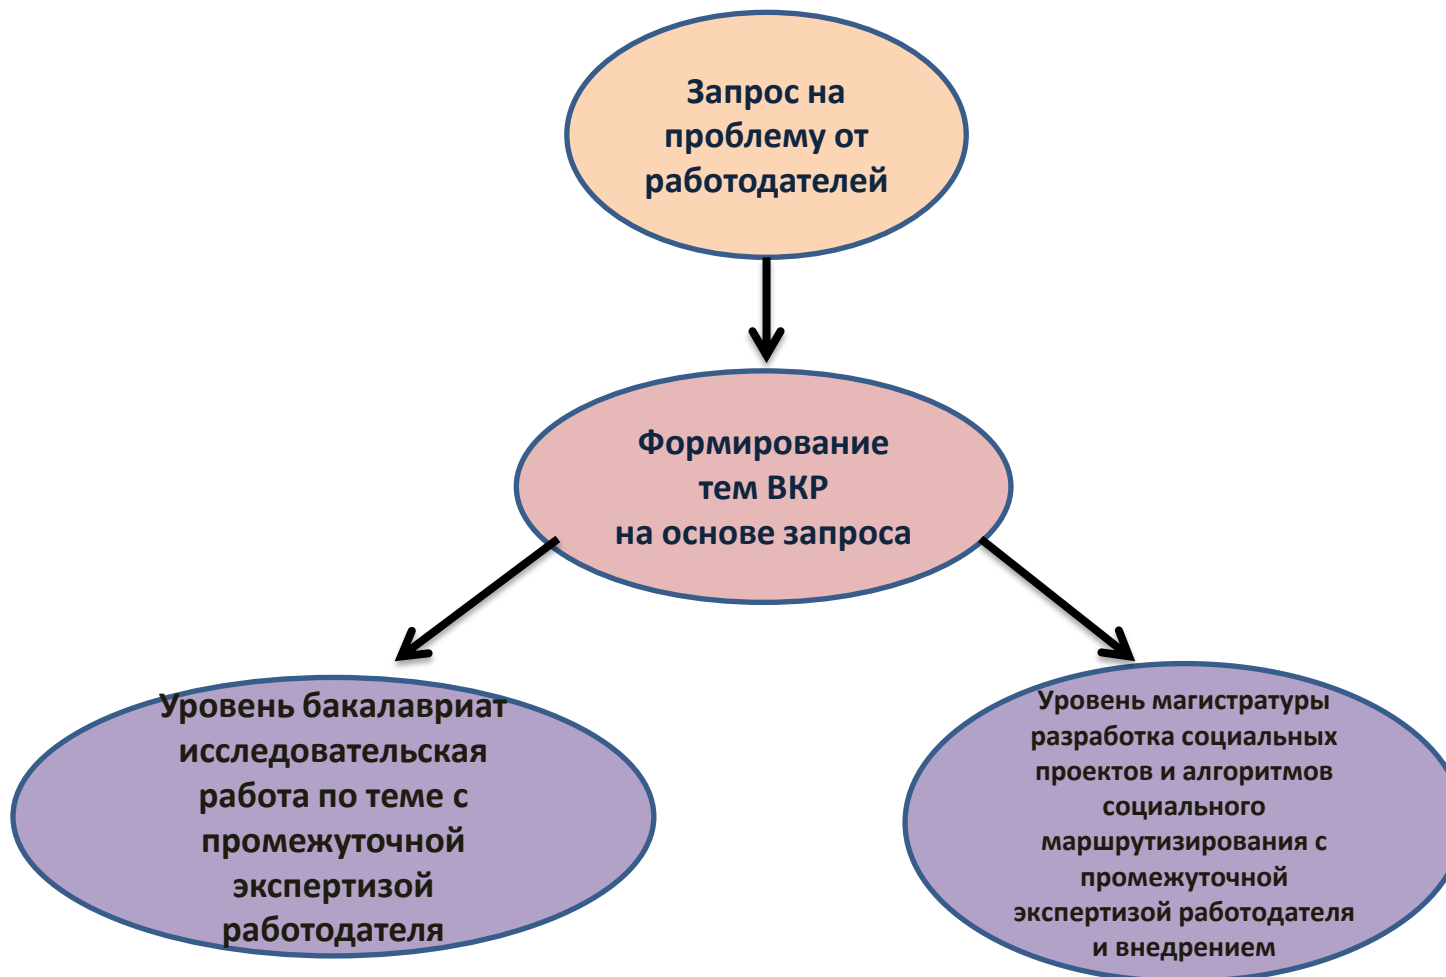 Запрос на
проблему от
работодателей
Формирование
тем ВКР
на основе запроса
Уровень бакалавриат
исследовательская
работа по теме с
промежуточной
экспертизой
работодателя
Уровень магистратуры
разработка социальных
проектов и алгоритмов
социального
маршрутизирования с
промежуточной
экспертизой работодателя
и внедрением